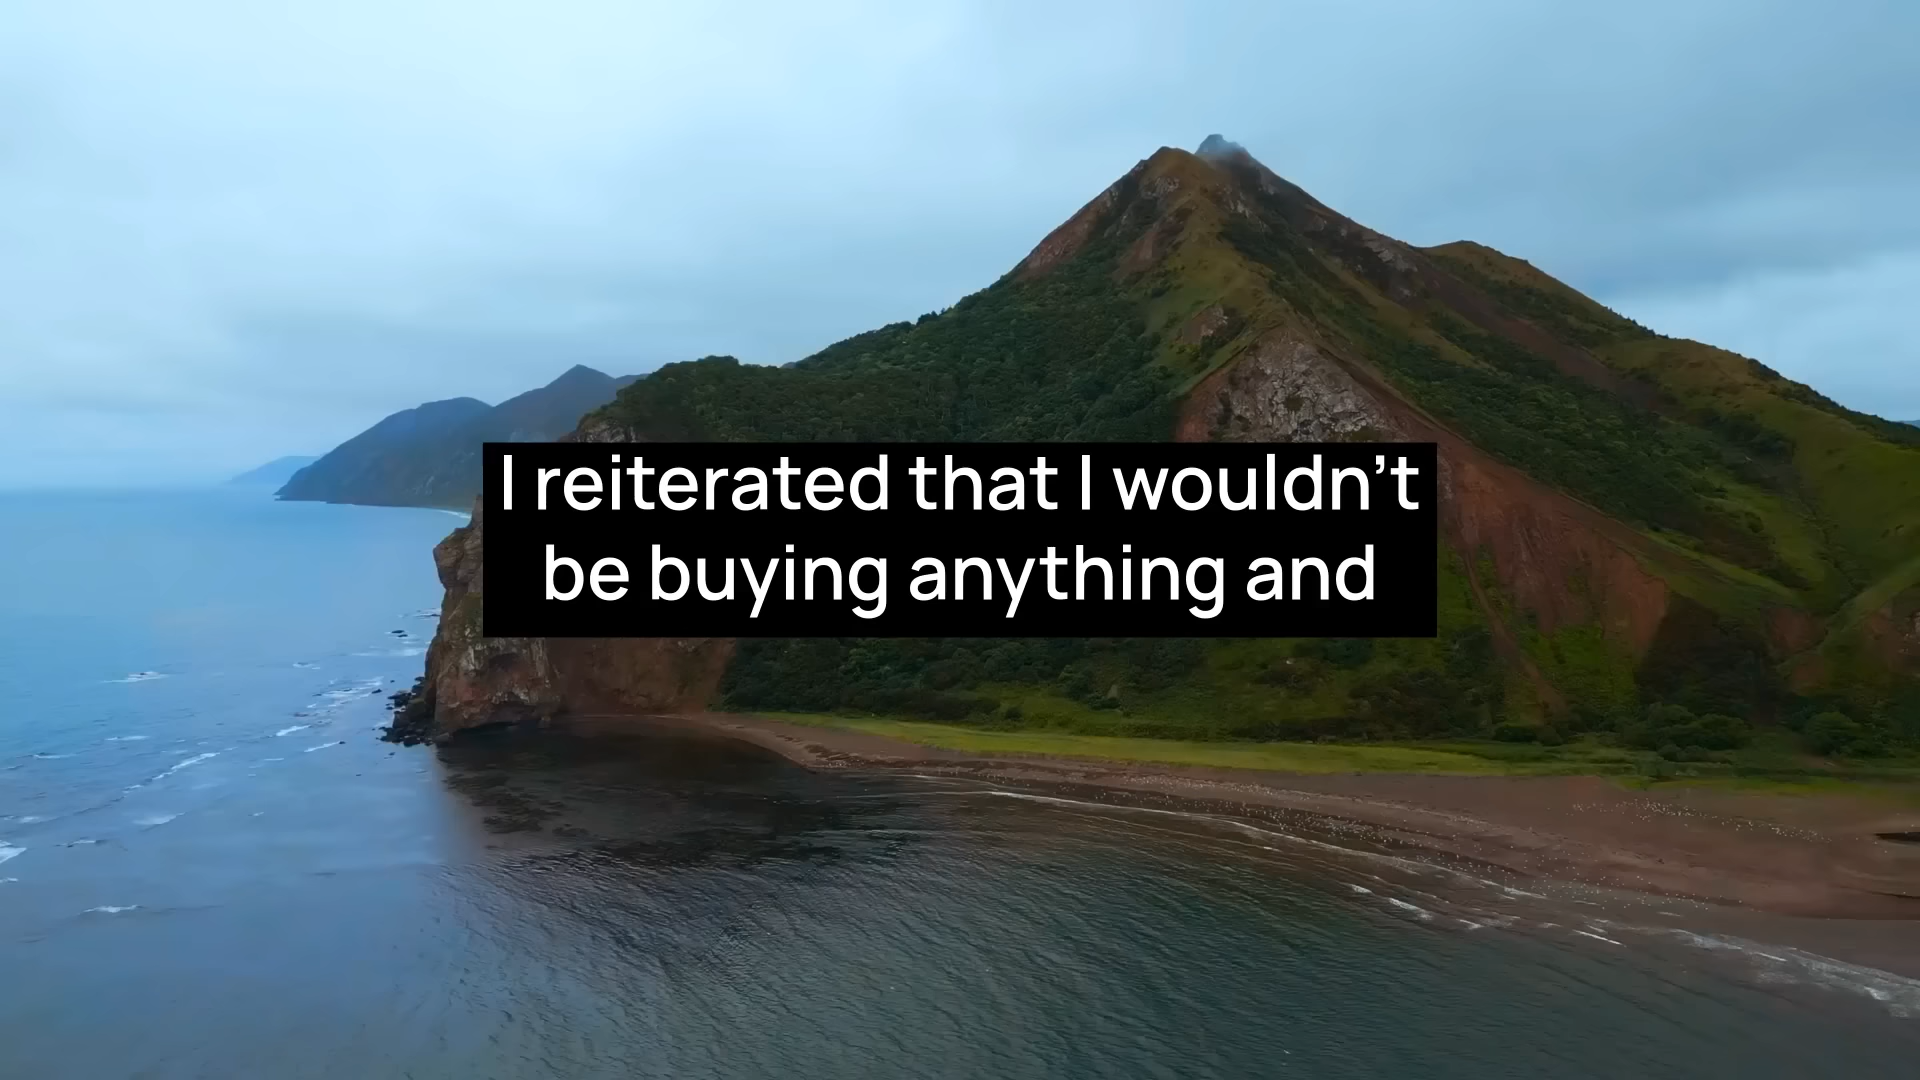 I reiterated that I wouldn’t
be buying anything and